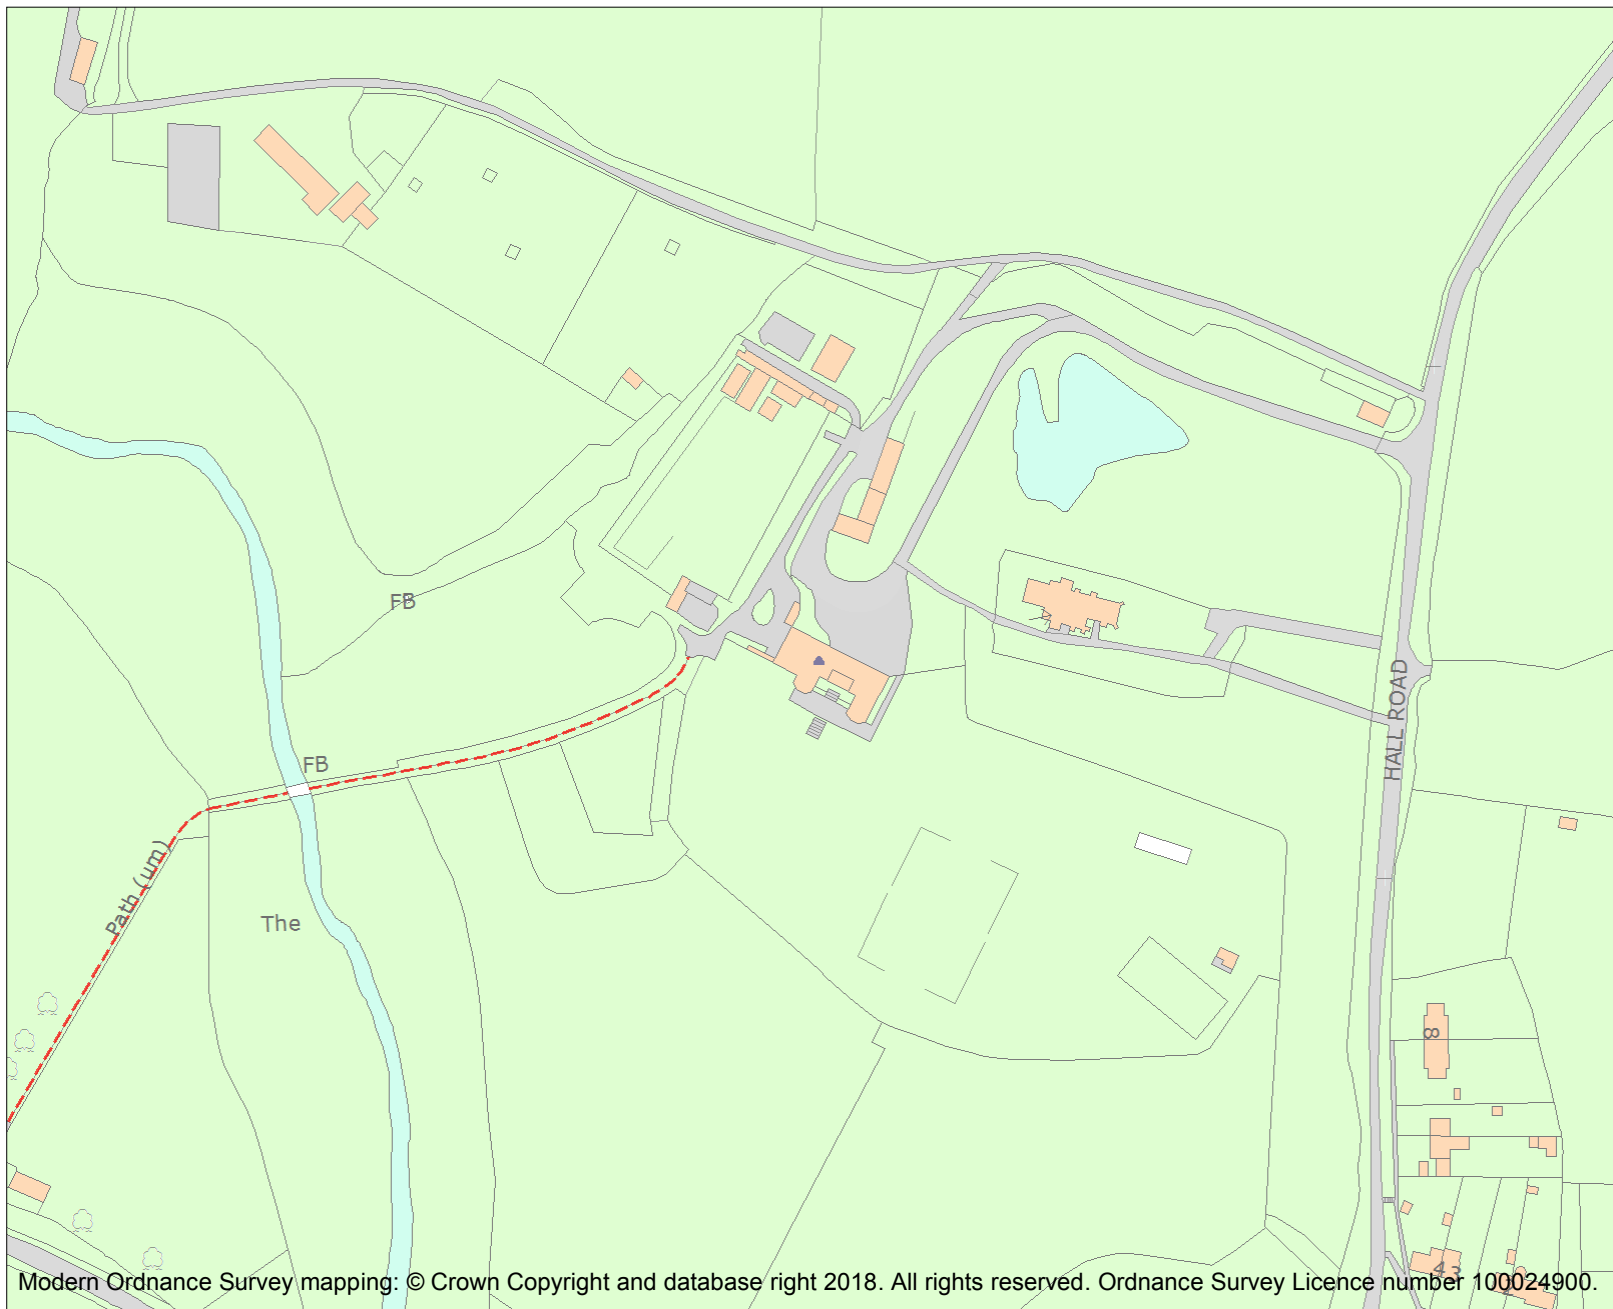 FB
HALL ROAD
FB
Path (um)
The
8
43
Modern Ordnance Survey mapping: © Crown Copyright and database right 2018. All rights reserved. Ordnance Survey Licence number 100024900.